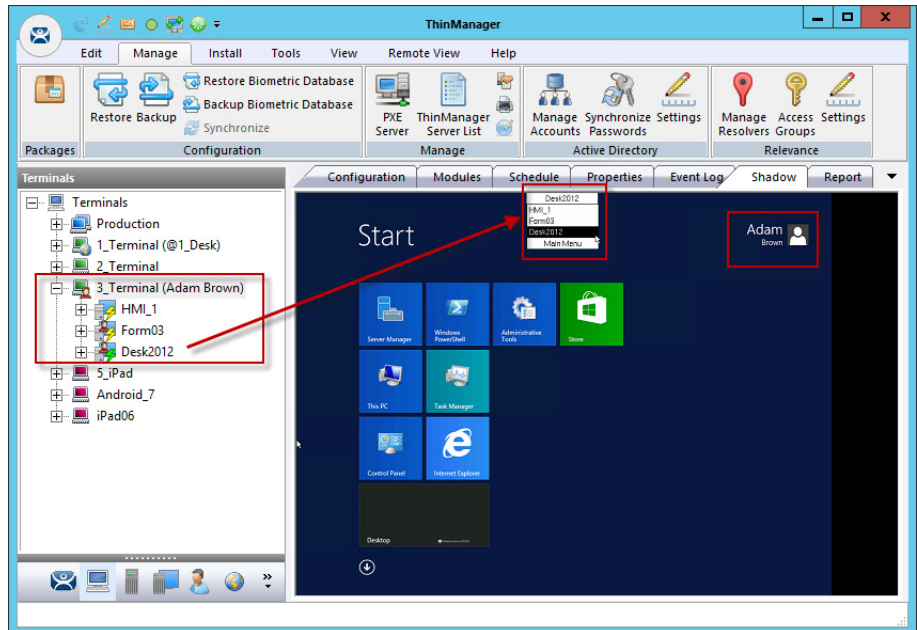 ThinManager
Edit Manage Install Tools View Remote View Help
Restore Backup
Restore Biometric Database
Backup Biometric Database
Synchronize
PXE Server
ThinManager Server List
Manage Accounts
Synchronize Passwords
Settings
Manage Resolvers
Access Groups
Settings
Packages Configuration Manage Active Directory Relevance
Terminals
Configuration Modules Schedule Properties Event Log Shadow Report
Terminals
Production
1_Terminal (@1_Desk)
2_Terminal
3_Terminal (Adam Brown)
HMI_1
Form03
Desk2012
5_iPad
Android_7
iPad06
Desk2012
HMI_1
Form03
Desk2012
Main Menu
Start
Adam
Brown
Server Manager
Windows PowerShell
Administrative Tools
Store
This PC
Task Manager
Control Panel
Internet Explorer
Desktop